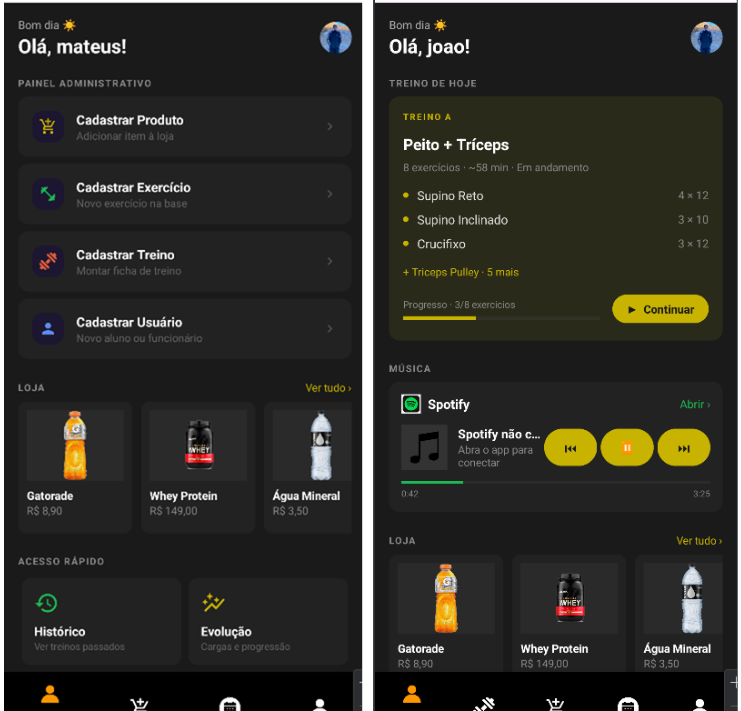 Bom dia ☀️
Olá, mateus!
PAINEL ADMINISTRATIVO
Cadastrar Produto
Adicionar item à loja
Cadastrar Exercício
Novo exercício na base
Cadastrar Treino
Montar ficha de treino
Cadastrar Usuário
Novo aluno ou funcionário
LOJA
Ver tudo ›
Gatorade
R$ 8,90
Whey Protein
R$ 149,00
Água Mineral
R$ 3,50
ACESSO RÁPIDO
Histórico
Ver treinos passados
Evolução
Cargas e progressão
Bom dia ☀️
Olá, joao!
TREINO DE HOJE
TREINO A
Peito + Tríceps
8 exercicios · ~58 min · Em andamento
Supino Reto 4 × 12
Supino Inclinado 3 × 10
Crucifixo 3 × 12
+ Triceps Pulley · 5 mais
Progresso · 3/8 exercicios
► Continuar
MÚSICA
Spotify
Abrir ›
Spotify não c...
Abra o app para
conectar
0:42
3:25
LOJA
Ver tudo ›
Gatorade
R$ 8,90
Whey Protein
R$ 149,00
Água Mineral
R$ 3,50